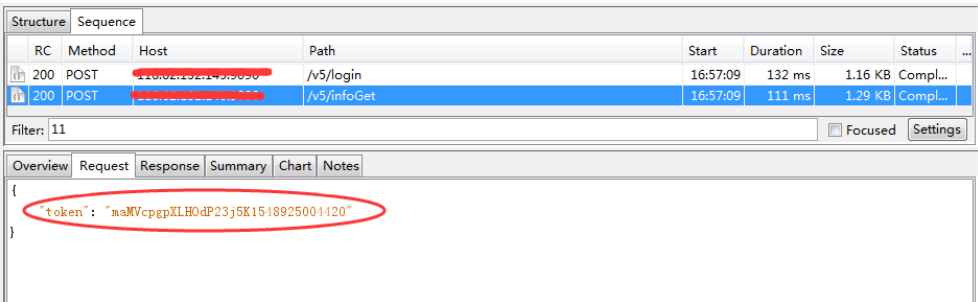 Structure Sequence
RC Method Host Path Start Duration Size Status ...
200 POST /v5/login 16:57:09 132 ms 1.16 KB Compl...
200 POST /v5/infoGet 16:57:09 111 ms 1.29 KB Compl...
Filter: 11 Focused Settings
Overview Request Response Summary Chart Notes
{
"token": "maMVcpgpXLHOdP23j5K1548925004420"
}